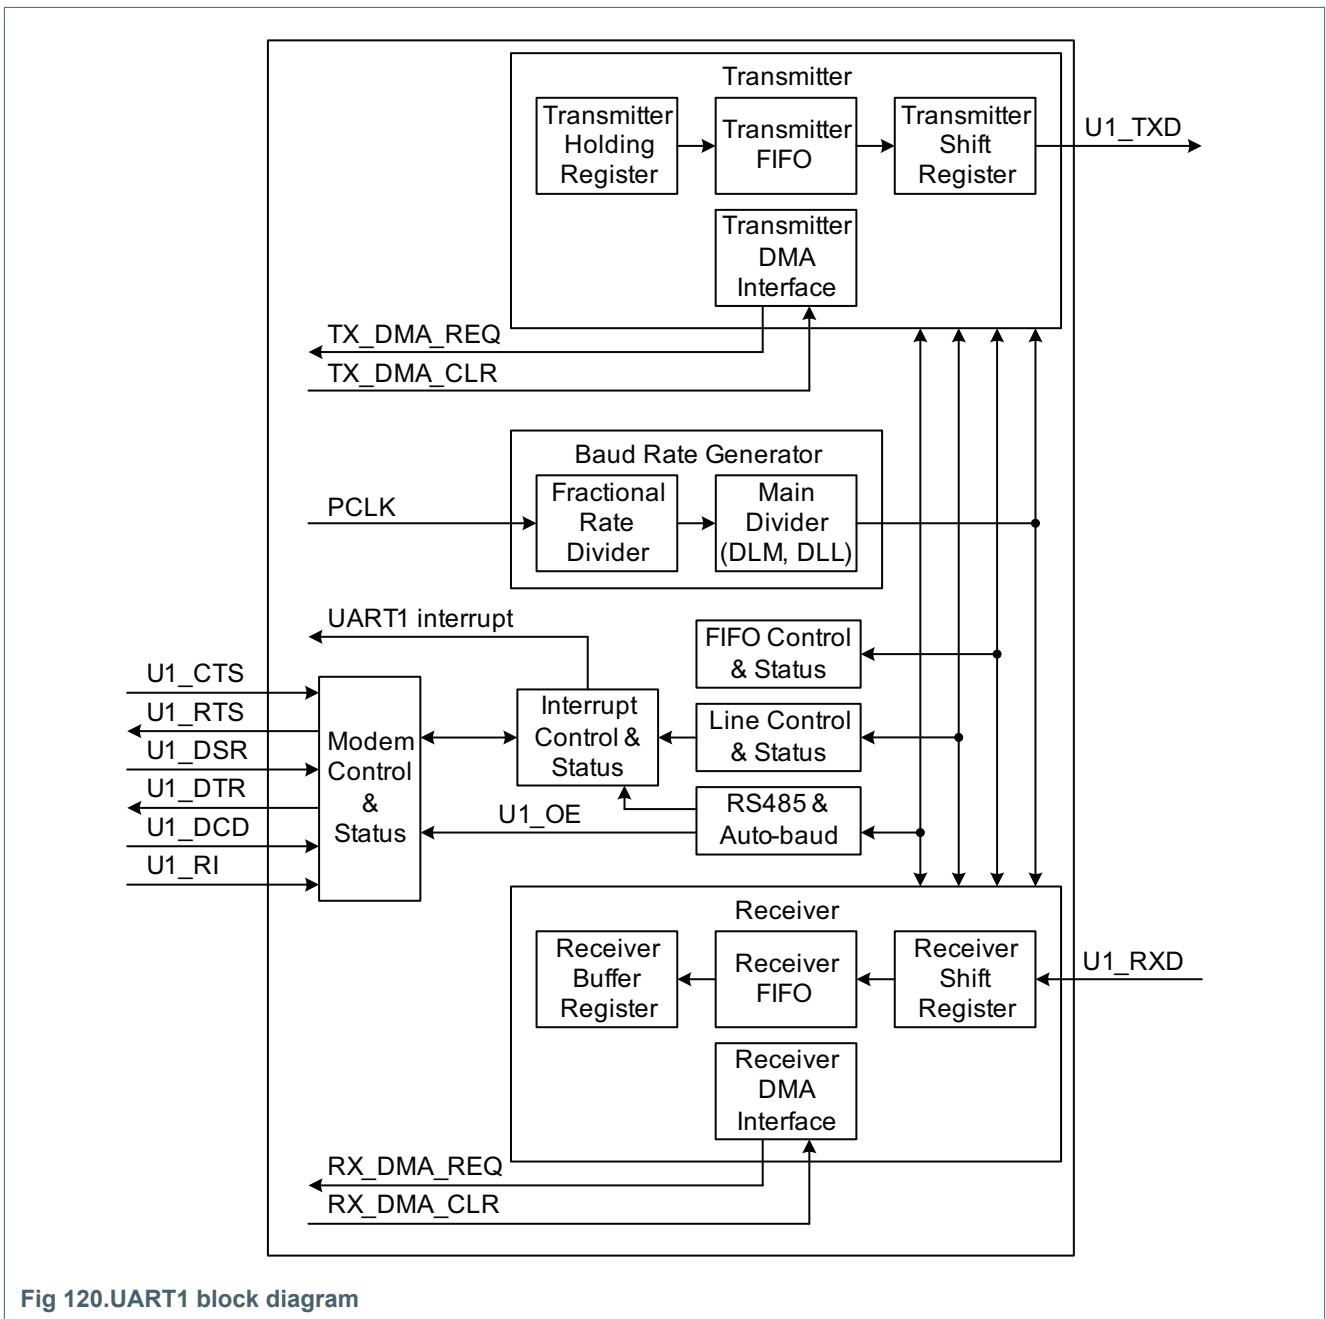 Transmitter
Transmitter
Holding
Register
Transmitter
FIFO
Transmitter
Shift
Register
U1_TXD
Transmitter
DMA
Interface
TX_DMA_REQ
TX_DMA_CLR
Baud Rate Generator
PCLK
Fractional
Rate
Divider
Main
Divider
(DLM, DLL)
UART1 interrupt
FIFO Control
& Status
U1_CTS
U1_RTS
U1_DSR
U1_DTR
U1_DCD
U1_RI
Modem
Control
&
Status
Interrupt
Control &
Status
Line Control
& Status
RS485 &
Auto-baud
U1_OE
Receiver
Receiver
Buffer
Register
Receiver
FIFO
Receiver
Shift
Register
U1_RXD
Receiver
DMA
Interface
RX_DMA_REQ
RX_DMA_CLR
Fig 120.UART1 block diagram